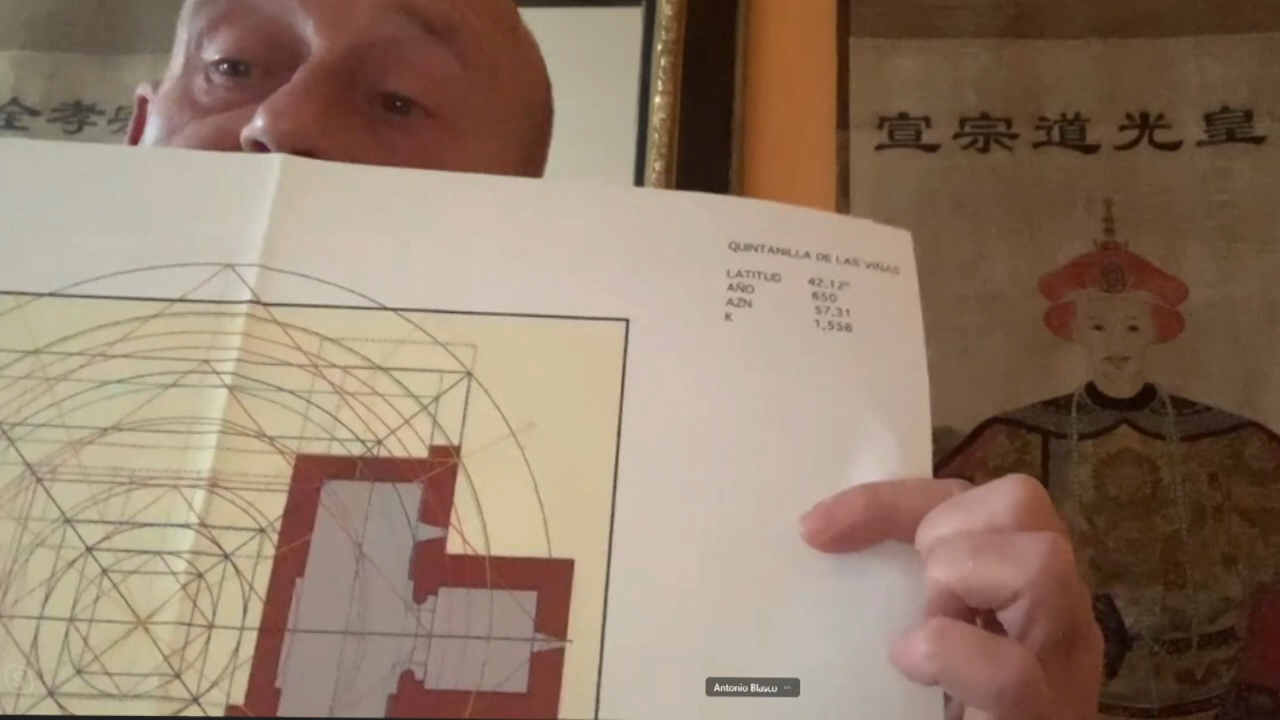 全孝
宣宗道光皇
QUINTANILLA DE LAS VIÑAS
LATITUD 42,12º
AÑO 650
AZN 57,31
K 1,558
Antonio Blasco ...